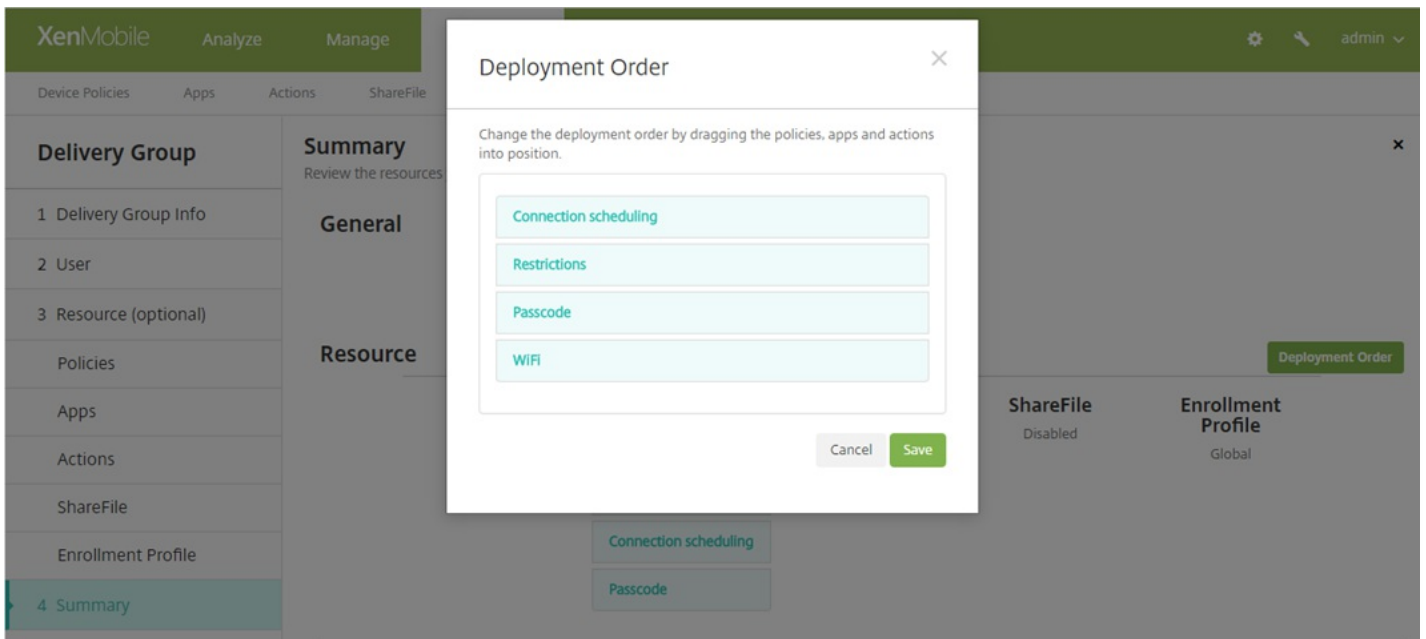 XenMobile
Analyze
Manage
admin
Device Policies
Apps
Actions
ShareFile
Delivery Group
1 Delivery Group Info
2 User
3 Resource (optional)
Policies
Apps
Actions
ShareFile
Enrollment Profile
4 Summary
Summary
Review the resources
General
Resource
Deployment Order
×
Change the deployment order by dragging the policies, apps and actions
into position.
Connection scheduling
Restrictions
Passcode
WiFi
Cancel
Save
×
Deployment Order
ShareFile
Disabled
Enrollment
Profile
Global
Connection scheduling
Passcode